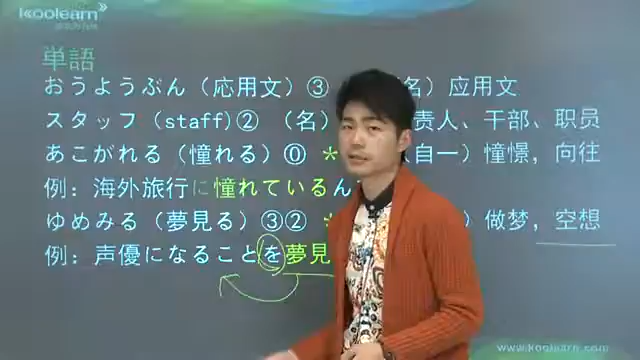 koolearn
単語
おうようぶん（応用文）③ 名）应用文
スタッフ（staff)②（名） 责人、干部、职员
あこがれる（憧れる）⓪ * （自一）憧憬，向往
例：海外旅行に憧れている
ゆめみる（夢見る）③② * ）做梦，空想
例：声優になることを夢見
www.koolearn.com